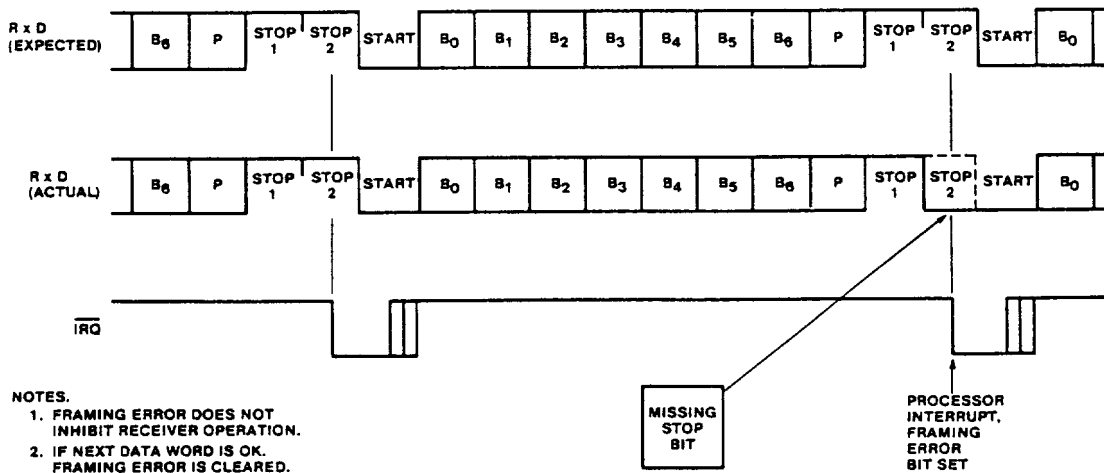 R x D
(EXPECTED)
B6 P STOP 1 STOP 2 START B0 B1 B2 B3 B4 B5 B6 P STOP 1 STOP 2 START B0
R x D
(ACTUAL)
B6 P STOP 1 STOP 2 START B0 B1 B2 B3 B4 B5 B6 P STOP 1 STOP 2 START B0
IRQ
NOTES.
1. FRAMING ERROR DOES NOT
INHIBIT RECEIVER OPERATION.
2. IF NEXT DATA WORD IS OK.
FRAMING ERROR IS CLEARED.
MISSING
STOP
BIT
PROCESSOR
INTERRUPT,
FRAMING
ERROR
BIT SET